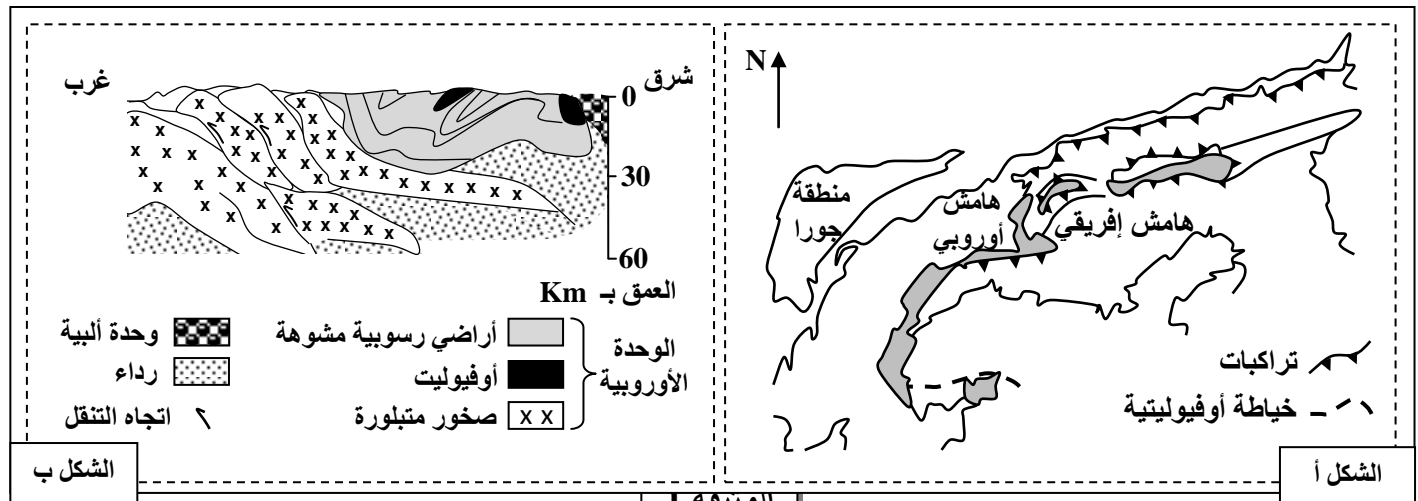 N
منطقة
جورا
هامش
أوروبي
هامش إفريقي
تراكبات
خياطة أوفيوليتية
الشكل أ
شرق
غرب
0
30
60
العمق بـ Km
الوحدة
الأوروبية
أراضي رسوبية مشوهة
أوفيوليت
صخور متبلورة
وحدة ألبية
رداء
اتجاه التنقل
الشكل ب